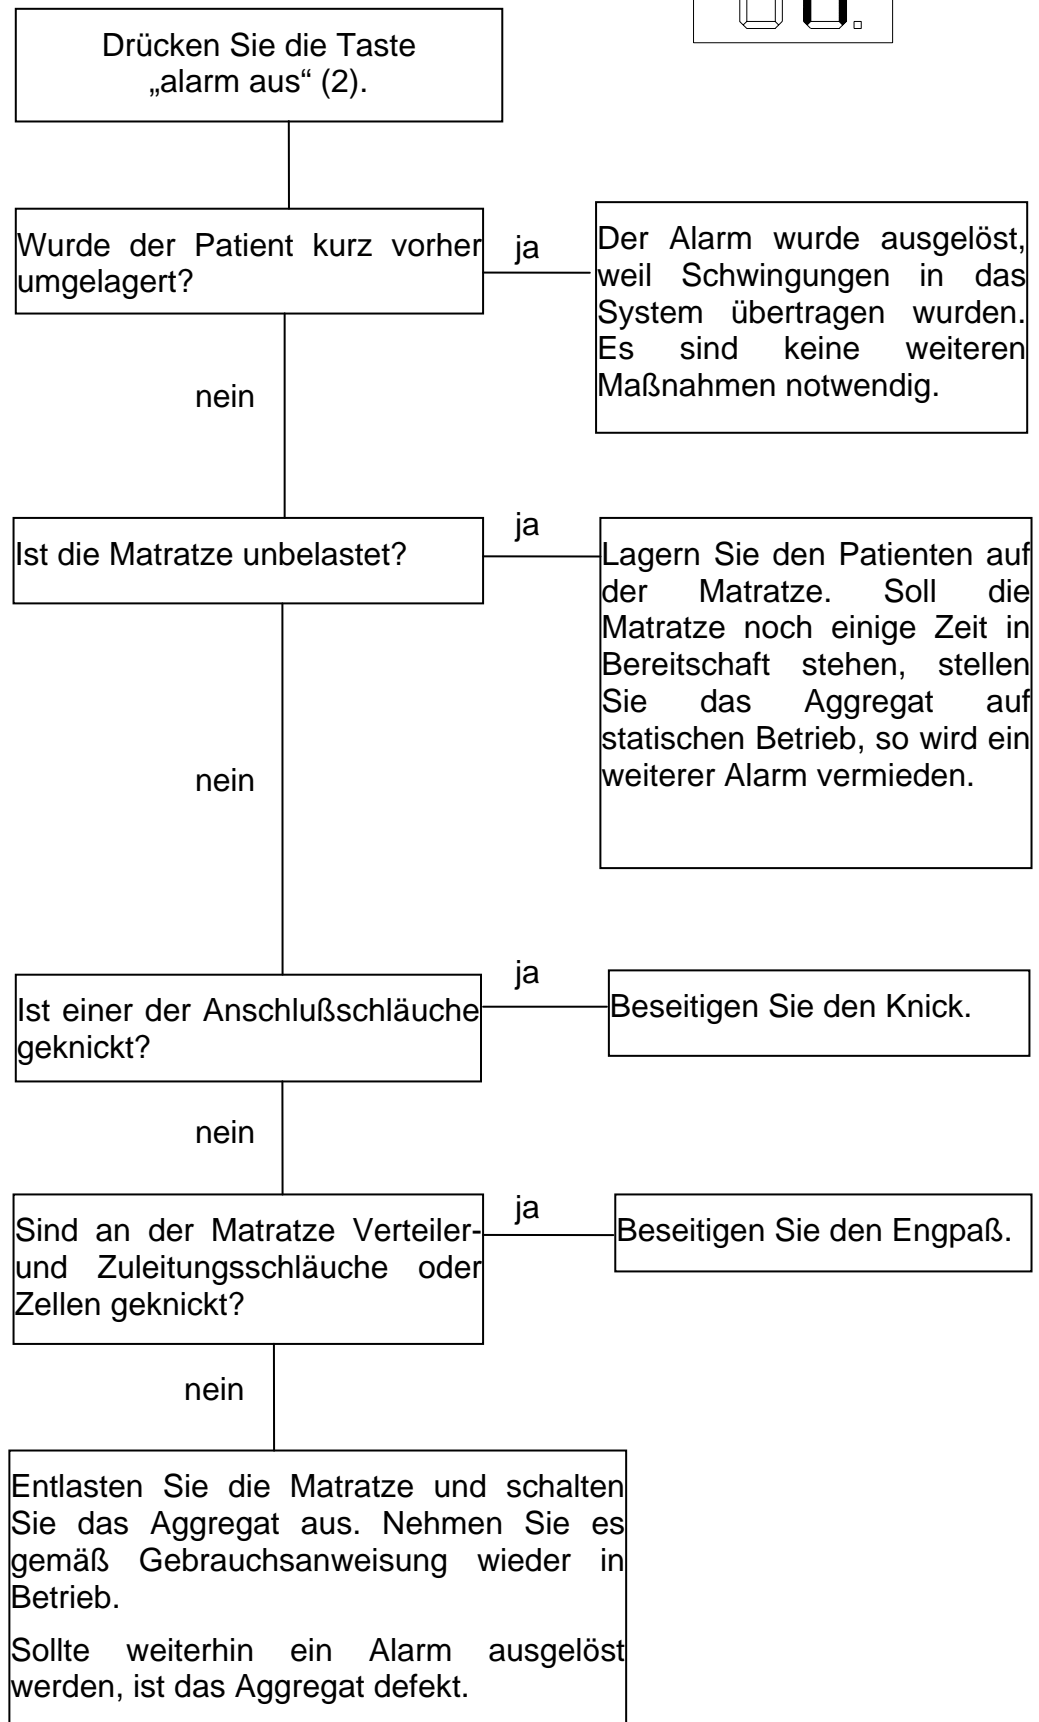 Drücken Sie die Taste
„alarm aus“ (2).
Wurde der Patient kurz vorher
umgelagert?
ja
Der Alarm wurde ausgelöst,
weil Schwingungen in das
System übertragen wurden.
Es sind keine weiteren
Maßnahmen notwendig.
nein
Ist die Matratze unbelastet?
ja
Lagern Sie den Patienten auf
der Matratze. Soll die
Matratze noch einige Zeit in
Bereitschaft stehen, stellen
Sie das Aggregat auf
statischen Betrieb, so wird ein
weiterer Alarm vermieden.
nein
Ist einer der Anschlußschläuche
geknickt?
ja
Beseitigen Sie den Knick.
nein
Sind an der Matratze Verteiler-
und Zuleitungsschläuche oder
Zellen geknickt?
ja
Beseitigen Sie den Engpaß.
nein
Entlasten Sie die Matratze und schalten
Sie das Aggregat aus. Nehmen Sie es
gemäß Gebrauchsanweisung wieder in
Betrieb.
Sollte weiterhin ein Alarm ausgelöst
werden, ist das Aggregat defekt.